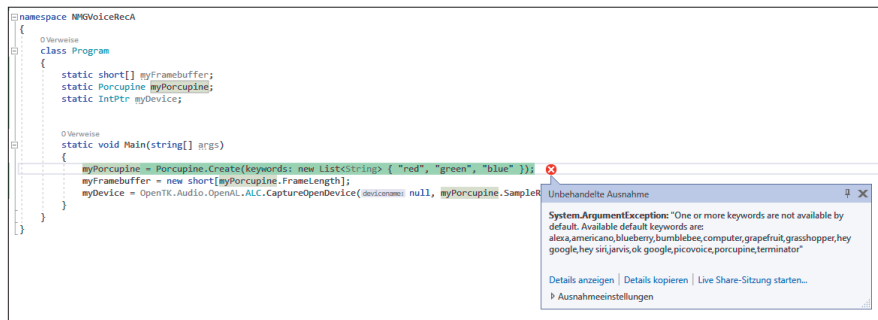 namespace NMGVoiceRecA
{
0 Verweise
class Program
{
static short[] myFramebuffer;
static Porcupine myPorcupine;
static IntPtr myDevice;
0 Verweise
static void Main(string[] args)
{
myPorcupine = Porcupine.Create(keywords: new List<String> { "red", "green", "blue" });
myFramebuffer = new short[myPorcupine.FrameLength];
myDevice = OpenTK.Audio.OpenAL.ALC.CaptureOpenDevice(devicename: null, myPorcupine.SampleR
}
}
}
Unbehandelte Ausnahme
System.ArgumentException: "One or more keywords are not available by
default. Available default keywords are:
alexa,americano,blueberry,bumblebee,computer,grapefruit,grasshopper,hey
google,hey siri,jarvis,ok google,picovoice,porcupine,terminator"
Details anzeigen | Details kopieren | Live Share-Sitzung starten...
Ausnahmeeinstellungen